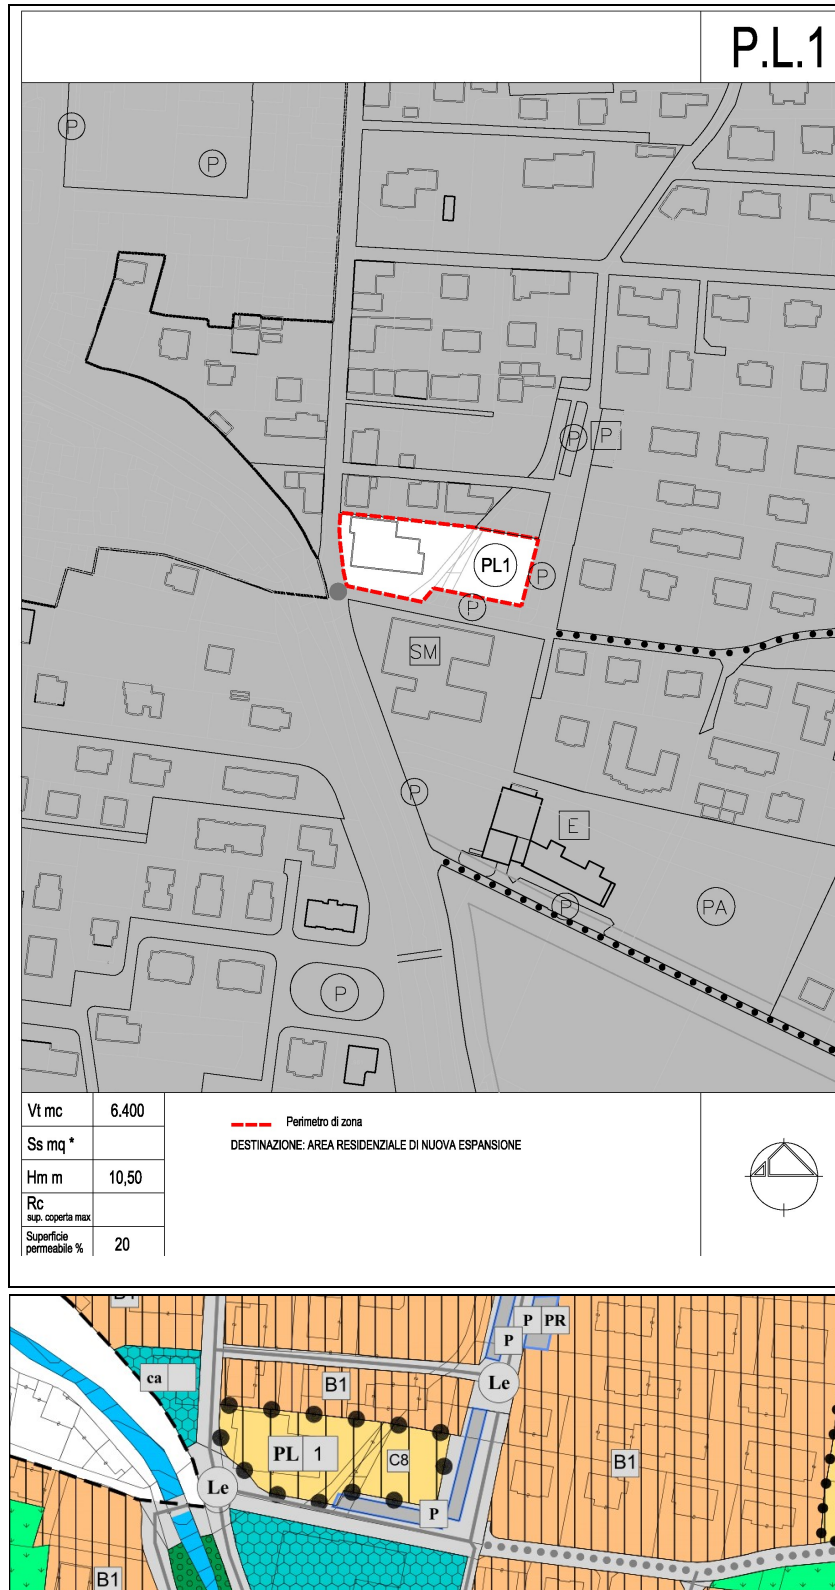 P.L.1
P
P
P
P
PL1
P
P
SM
P
E
P
PA
P
Vt mc 6.400
Ss mq *
Hm m 10,50
Rc
sup. coperta max
Superficie
permeabile % 20
Perimetro di zona
DESTINAZIONE: AREA RESIDENZIALE DI NUOVA ESPANSIONE
B1
P PR
P
ca
B1
Le
PL 1
C8
B1
Le
P
B1